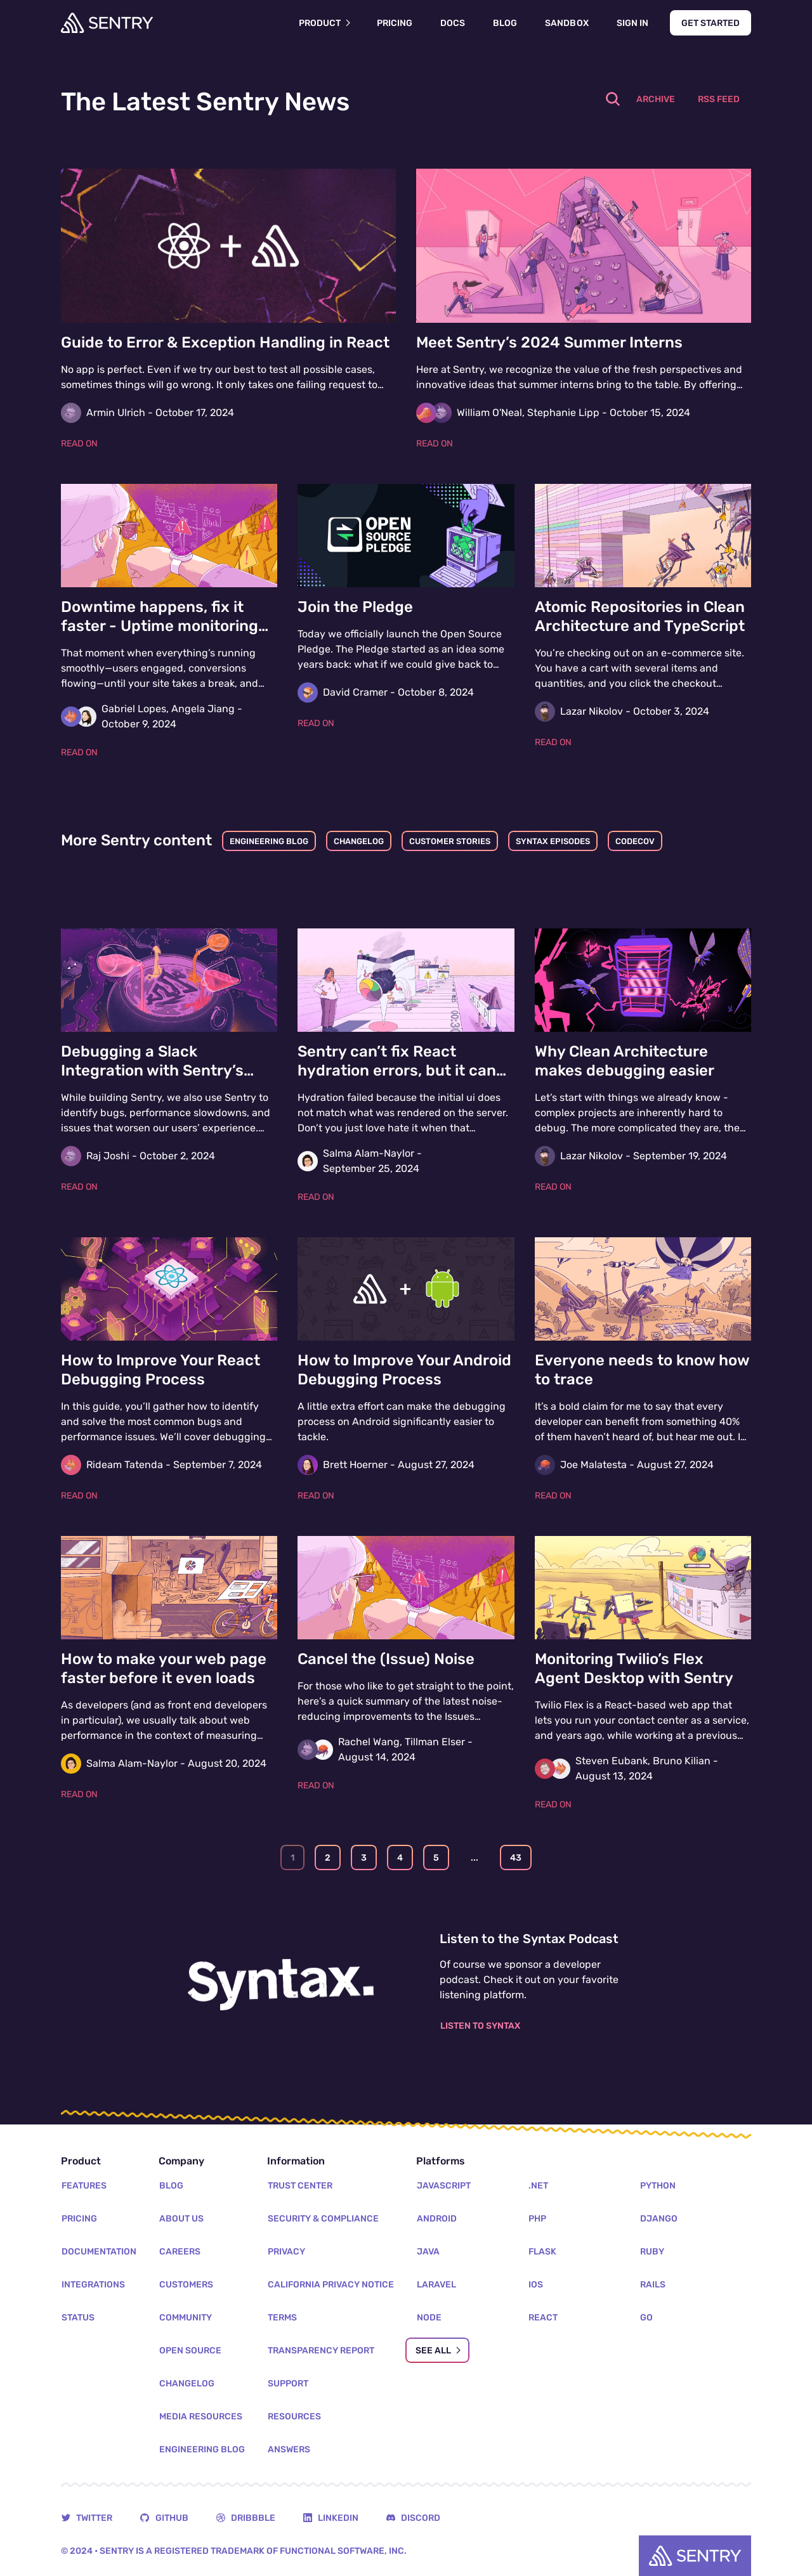 SENTRY
PRODUCT
PRICING
DOCS
BLOG
SANDBOX
SIGN IN
GET STARTED
The Latest Sentry News
ARCHIVE
RSS FEED
Guide to Error & Exception Handling in React
No app is perfect. Even if we try our best to test all possible cases,
sometimes things will go wrong. It only takes one failing request to…
Armin Ulrich - October 17, 2024
READ ON
Meet Sentry’s 2024 Summer Interns
Here at Sentry, we recognize the value of the fresh perspectives and
innovative ideas that summer interns bring to the table. By offering…
William O'Neal, Stephanie Lipp - October 15, 2024
READ ON
Downtime happens, fix it
faster - Uptime monitoring…
That moment when everything’s running
smoothly—users engaged, conversions
flowing—until your site takes a break, and…
Gabriel Lopes, Angela Jiang -
October 9, 2024
READ ON
OPEN
SOURCE
PLEDGE
Join the Pledge
Today we officially launch the Open Source
Pledge. The Pledge started as an idea some
years back: what if we could give back to…
David Cramer - October 8, 2024
READ ON
Atomic Repositories in Clean
Architecture and TypeScript
You’re checking out on an e-commerce site.
You have a cart with several items and
quantities, and you click the checkout…
Lazar Nikolov - October 3, 2024
READ ON
More Sentry content
ENGINEERING BLOG
CHANGELOG
CUSTOMER STORIES
SYNTAX EPISODES
CODECOV
Debugging a Slack
Integration with Sentry’s…
While building Sentry, we also use Sentry to
identify bugs, performance slowdowns, and
issues that worsen our users’ experience.…
Raj Joshi - October 2, 2024
READ ON
Sentry can’t fix React
hydration errors, but it can…
Hydration failed because the initial ui does
not match what was rendered on the server.
Don’t you just love hate it when that…
Salma Alam-Naylor -
September 25, 2024
READ ON
Why Clean Architecture
makes debugging easier
Let’s start with things we already know -
complex projects are inherently hard to
debug. The more complicated they are, the…
Lazar Nikolov - September 19, 2024
READ ON
How to Improve Your React
Debugging Process
In this guide, you’ll gather how to identify
and solve the most common bugs and
performance issues. We’ll cover debugging…
Rideam Tatenda - September 7, 2024
READ ON
How to Improve Your Android
Debugging Process
A little extra effort can make the debugging
process on Android significantly easier to
tackle.
Brett Hoerner - August 27, 2024
READ ON
Everyone needs to know how
to trace
It’s a bold claim for me to say that every
developer can benefit from something 40%
of them haven’t heard of, but hear me out. I…
Joe Malatesta - August 27, 2024
READ ON
How to make your web page
faster before it even loads
As developers (and as front end developers
in particular), we usually talk about web
performance in the context of measuring…
Salma Alam-Naylor - August 20, 2024
READ ON
Cancel the (Issue) Noise
For those who like to get straight to the point,
here’s a quick summary of the latest noise-
reducing improvements to the Issues…
Rachel Wang, Tillman Elser -
August 14, 2024
READ ON
Monitoring Twilio’s Flex
Agent Desktop with Sentry
Twilio Flex is a React-based web app that
lets you run your contact center as a service,
and years ago, while working at a previous…
Steven Eubank, Bruno Kilian -
August 13, 2024
READ ON
1
2
3
4
5
...
43
Syntax.
Listen to the Syntax Podcast
Of course we sponsor a developer
podcast. Check it out on your favorite
listening platform.
LISTEN TO SYNTAX
Product
FEATURES
PRICING
DOCUMENTATION
INTEGRATIONS
STATUS
Company
BLOG
ABOUT US
CAREERS
CUSTOMERS
COMMUNITY
OPEN SOURCE
CHANGELOG
MEDIA RESOURCES
ENGINEERING BLOG
Information
TRUST CENTER
SECURITY & COMPLIANCE
PRIVACY
CALIFORNIA PRIVACY NOTICE
TERMS
TRANSPARENCY REPORT
SUPPORT
RESOURCES
ANSWERS
Platforms
JAVASCRIPT
ANDROID
JAVA
LARAVEL
NODE
SEE ALL
.NET
PHP
FLASK
IOS
REACT
PYTHON
DJANGO
RUBY
RAILS
GO
TWITTER
GITHUB
DRIBBBLE
LINKEDIN
DISCORD
© 2024 • SENTRY IS A REGISTERED TRADEMARK OF FUNCTIONAL SOFTWARE, INC.
SENTRY